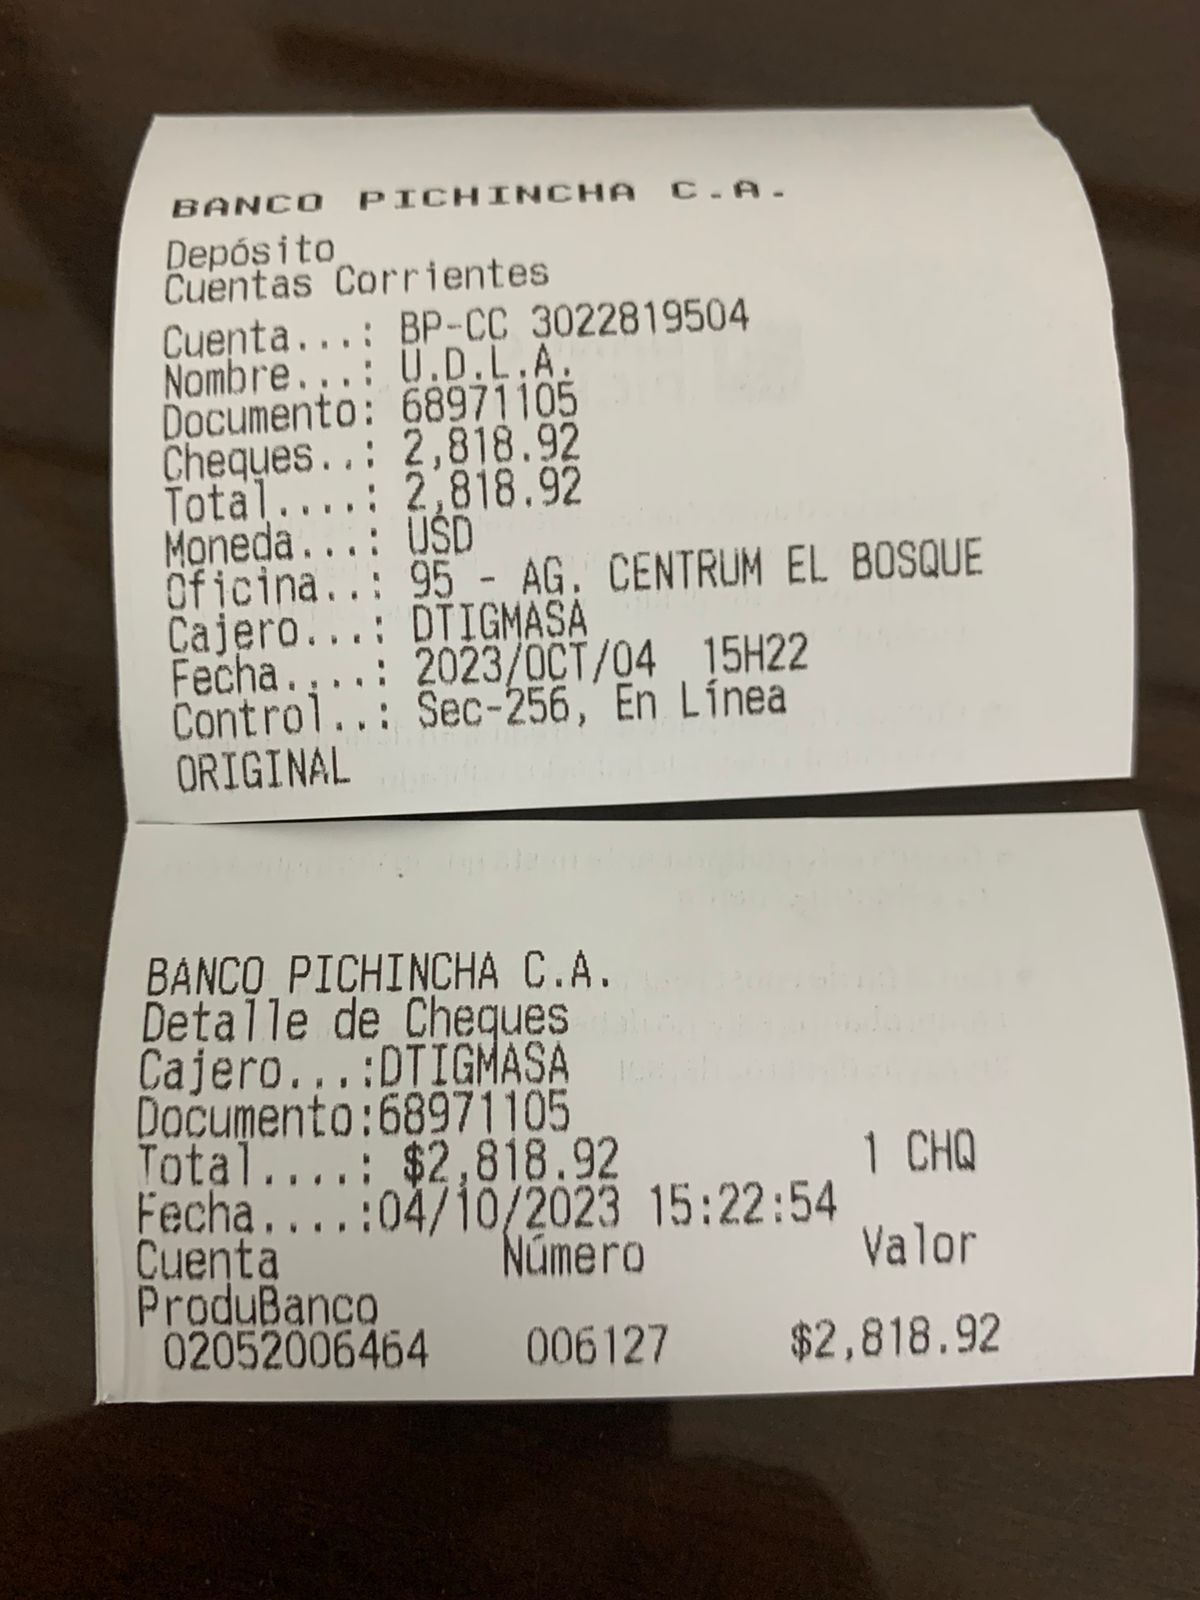 BANCO PICHINCHA C.A.
Depósito
Cuentas Corrientes
Cuenta...: BP-CC 3022819504
Nombre...: U.D.L.A.
Documento: 68971105
Cheques..: 2,818.92
Total....: 2,818.92
Moneda...: USD
Oficina..: 95 - AG. CENTRUM EL BOSQUE
Cajero...: DTIGMASA
Fecha....: 2023/OCT/04 15H22
Control..: Sec-256, En Línea
ORIGINAL
BANCO PICHINCHA C.A.
Detalle de Cheques
Cajero...:DTIGMASA
Documento:68971105
Total....: $2,818.92 1 CHQ
Fecha....:04/10/2023 15:22:54
Cuenta Número Valor
ProduBanco
02052006464 006127 $2,818.92